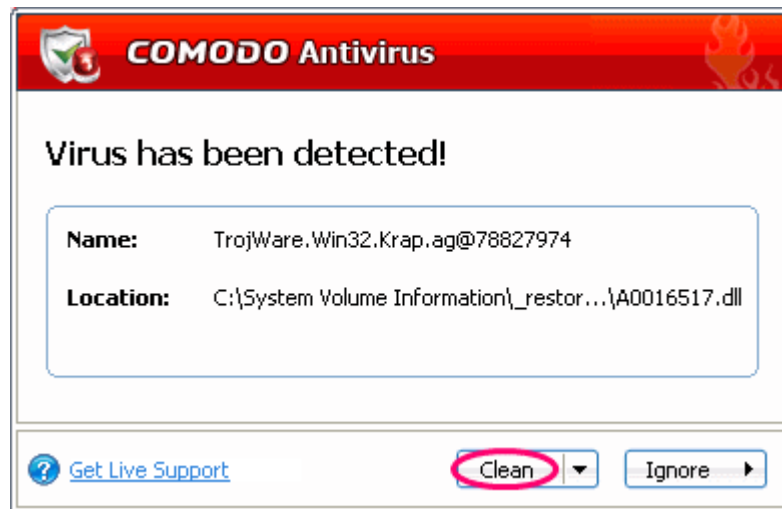 COMODO Antivirus
Virus has been detected!
Name: TrojWare.Win32.Krap.ag@78827974
Location: C:\System Volume Information\_restor...\A0016517.dll
Get Live Support Clean Ignore